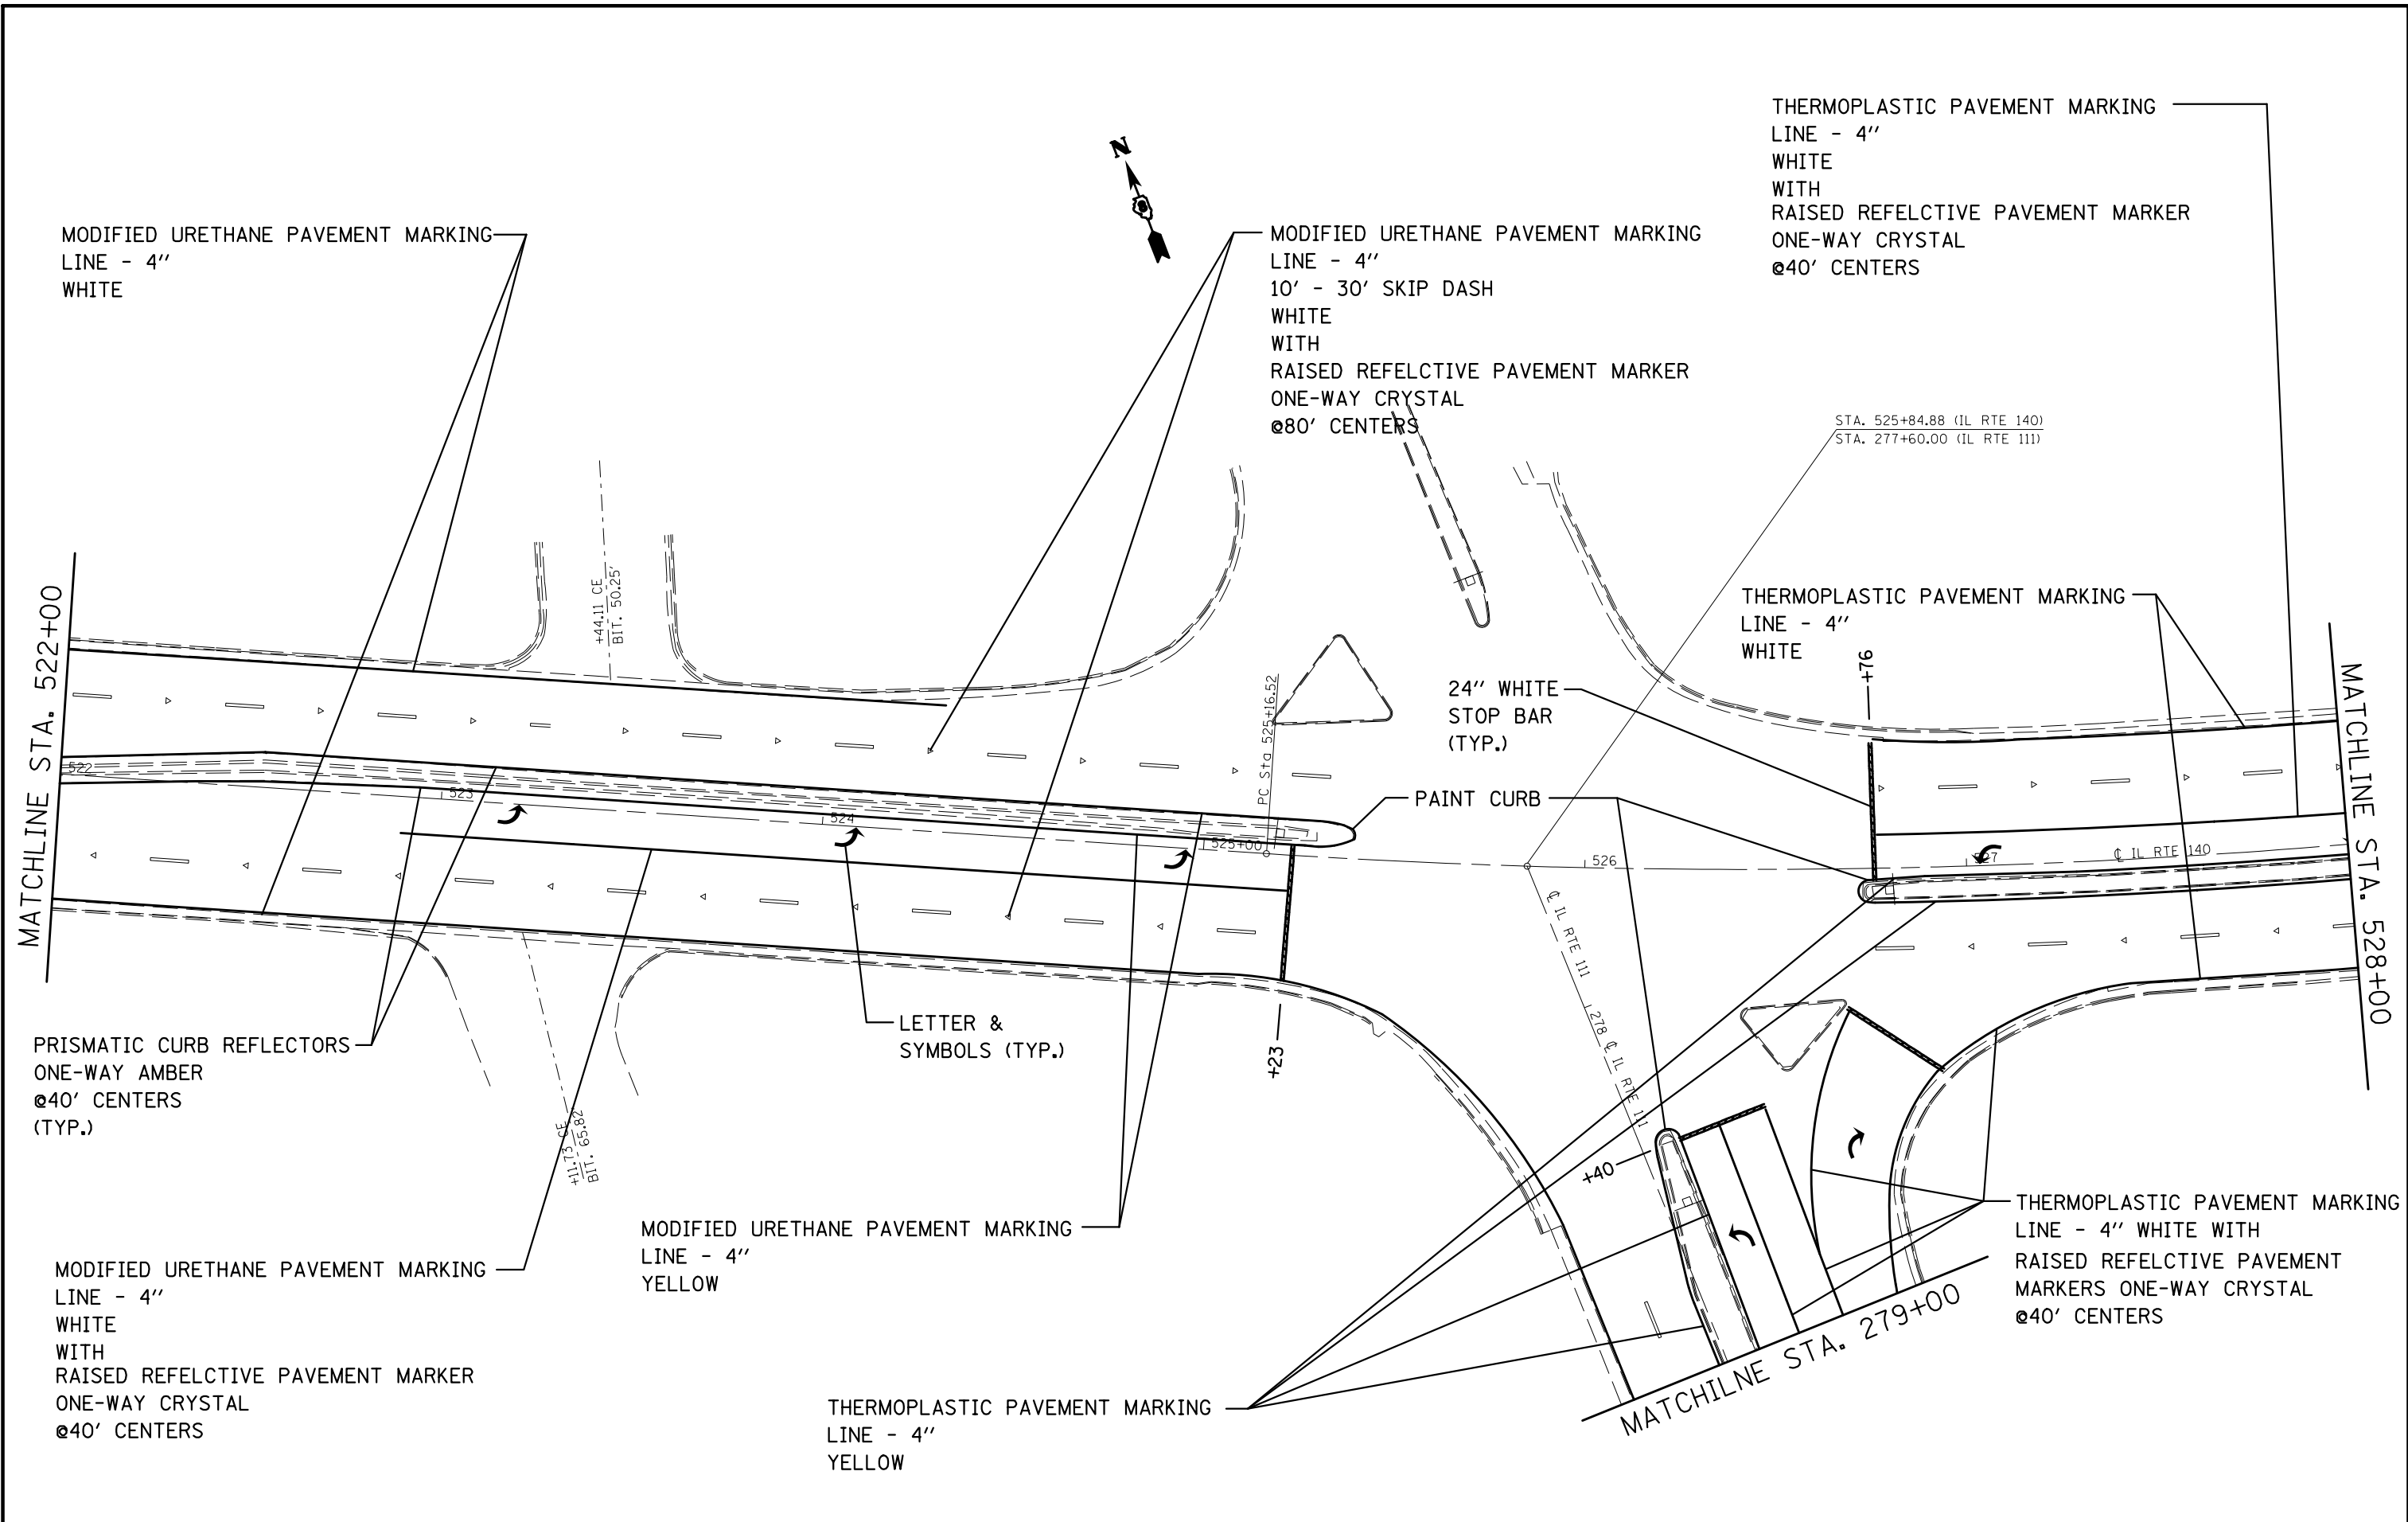 THERMOPLASTIC PAVEMENT MARKING
LINE - 4"
WHITE
WITH
RAISED REFELCTIVE PAVEMENT MARKER
ONE-WAY CRYSTAL
@40' CENTERS
N
MODIFIED URETHANE PAVEMENT MARKING
LINE - 4"
WHITE
MODIFIED URETHANE PAVEMENT MARKING
LINE - 4"
10' - 30' SKIP DASH
WHITE
WITH
RAISED REFELCTIVE PAVEMENT MARKER
ONE-WAY CRYSTAL
@80' CENTERS
STA. 525+84.88 (IL RTE 140)
STA. 277+60.00 (IL RTE 111)
MATCHLINE STA. 522+00
+44.11 CE
BIT. 50.25'
THERMOPLASTIC PAVEMENT MARKING
LINE - 4"
WHITE
+76
MATCHLINE STA. 528+00
24" WHITE
STOP BAR
(TYP.)
PC Sta 525+16.52
PAINT CURB
522
523
524
525+00
526
527
℄ IL RTE 140
℄ IL RTE 111
278
℄ IL RTE 111
PRISMATIC CURB REFLECTORS
ONE-WAY AMBER
@40' CENTERS
(TYP.)
LETTER &
SYMBOLS (TYP.)
+23
+11.73 CE
BIT. 65.82
+40
MODIFIED URETHANE PAVEMENT MARKING
LINE - 4"
YELLOW
THERMOPLASTIC PAVEMENT MARKING
LINE - 4" WHITE WITH
RAISED REFELCTIVE PAVEMENT
MARKERS ONE-WAY CRYSTAL
@40' CENTERS
MODIFIED URETHANE PAVEMENT MARKING
LINE - 4"
WHITE
WITH
RAISED REFELCTIVE PAVEMENT MARKER
ONE-WAY CRYSTAL
@40' CENTERS
MATCHILNE STA. 279+00
THERMOPLASTIC PAVEMENT MARKING
LINE - 4"
YELLOW